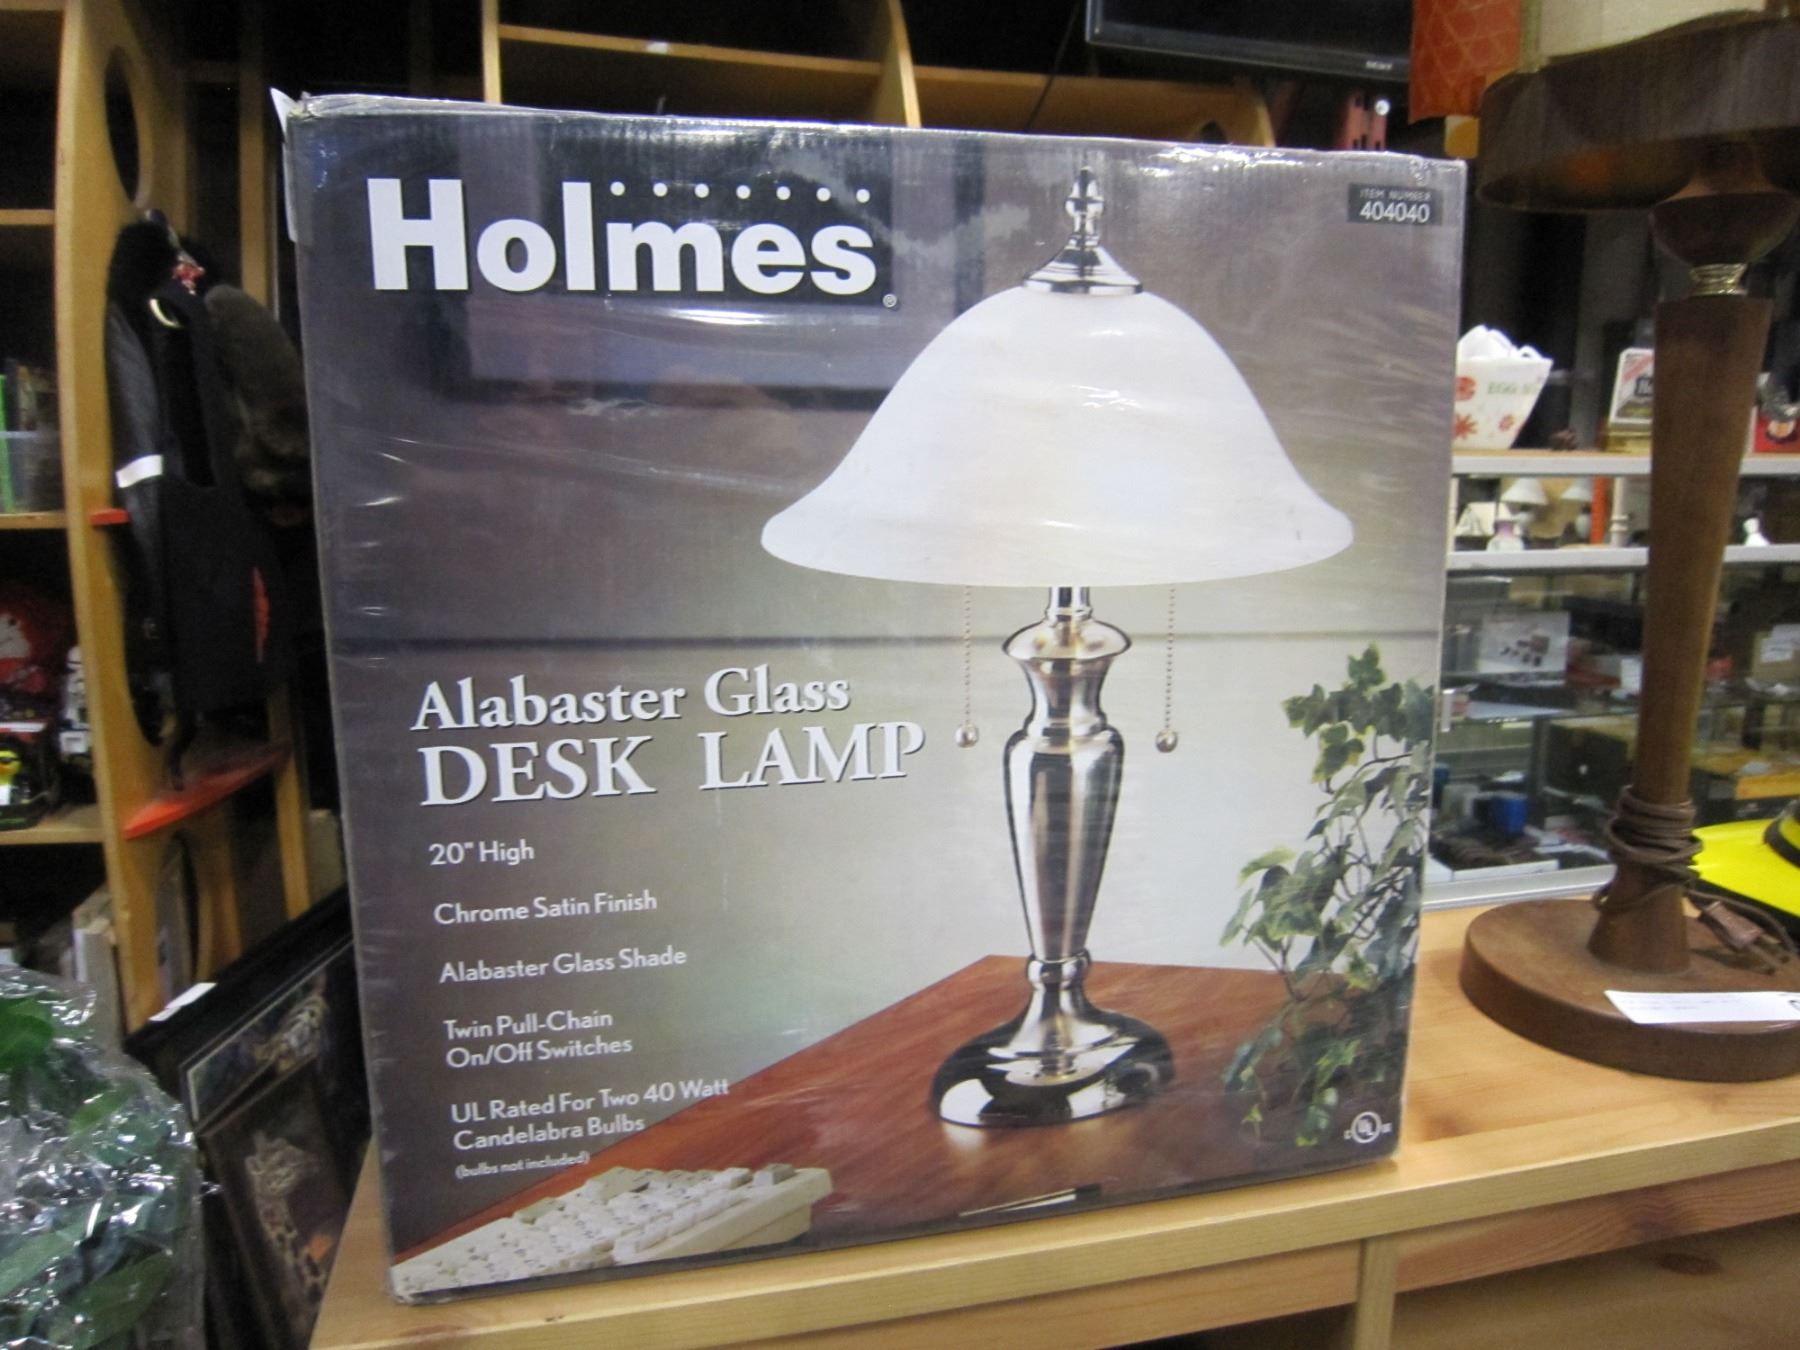 Holmes®
ITEM NUMBER
404040
Alabaster Glass
DESK LAMP
20" High
Chrome Satin Finish
Alabaster Glass Shade
Twin Pull-Chain
On/Off Switches
UL Rated For Two 40 Watt
Candelabra Bulbs
(bulbs not included)
UL